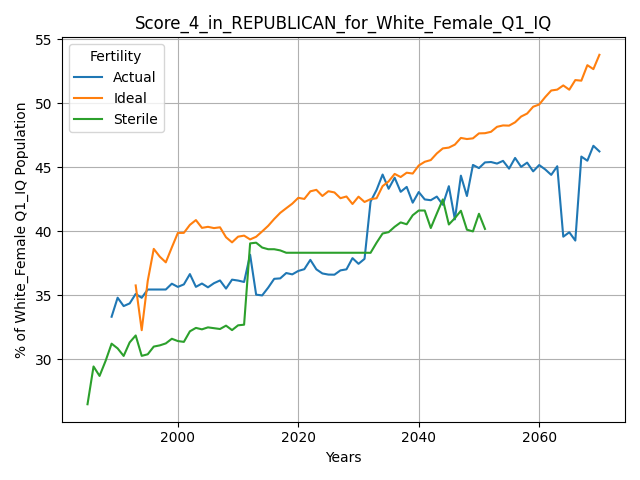 Score_4_in_REPUBLICAN_for_White_Female_Q1_IQ
Fertility
Actual
Ideal
Sterile
% of White_Female Q1_IQ Population
55
50
45
40
35
30
2000
2020
2040
2060
Years